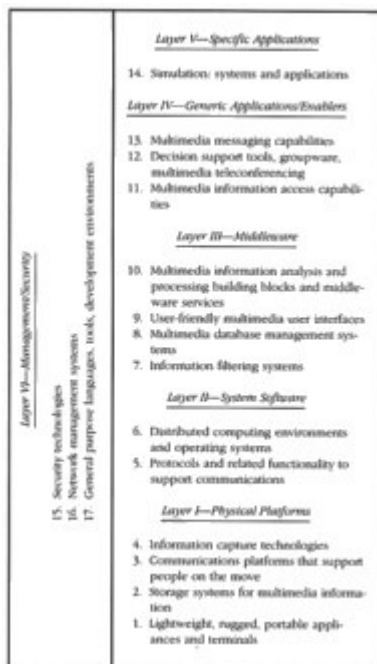 Layer VI—Management/Security
15. Security technologies
16. Network management systems
17. General purpose languages, tools, development environments
Layer V—Specific Applications
14. Simulation: systems and applications
Layer IV—Generic Applications/Enablers
13. Multimedia messaging capabilities
12. Decision support tools, groupware,
multimedia teleconferencing
11. Multimedia information access capabili-
ties
Layer III—Middleware
10. Multimedia information analysis and
processing building blocks and middle-
ware services
9. User-friendly multimedia user interfaces
8. Multimedia database management sys-
tems
7. Information filtering systems
Layer II—System Software
6. Distributed computing environments
and operating systems
5. Protocols and related functionality to
support communications
Layer I—Physical Platforms
4. Information capture technologies
3. Communications platforms that support
people on the move
2. Storage systems for multimedia informa-
tion
1. Lightweight, rugged, portable appli-
ances and terminals